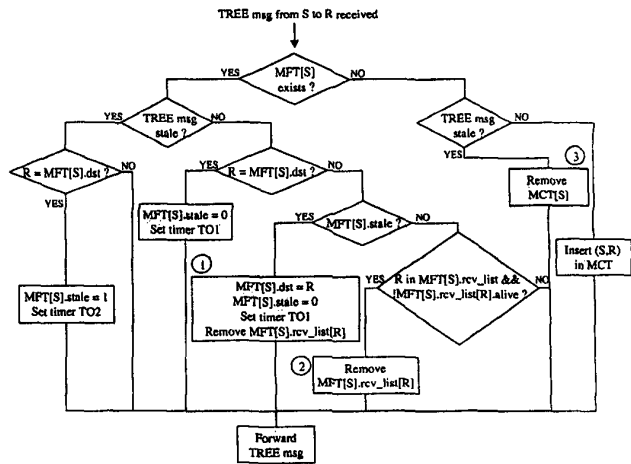 TREE msg from S to R received
YES
MFT[S]
exists ?
NO
YES
TREE msg
stale ?
NO
TREE msg
stale ?
NO
YES
R = MFT[S].dst ?
NO
YES
YES
R = MFT[S].dst ?
NO
3
Remove
MCT[S]
MFT[S].stale = 0
Set timer TO1
YES
MFT[S].stale ?
NO
Insert (S,R)
in MCT
1
MFT[S].stale = 1
Set timer TO2
MFT[S].dst = R
MFT[S].stale = 0
Set timer TO1
Remove MFT[S].rcv_list[R]
YES
R in MFT[S].rcv_list &&
!MFT[S].rcv_list[R].alive ?
NO
2
Remove
MFT[S].rcv_list[R]
Forward
TREE msg